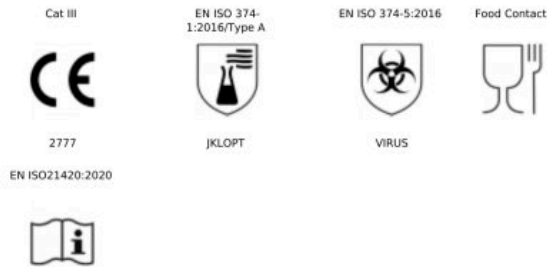 Cat III
EN ISO 374-
1:2016/Type A
EN ISO 374-5:2016
Food Contact
CE
2777
JKLOPT
VIRUS
EN ISO21420:2020
i